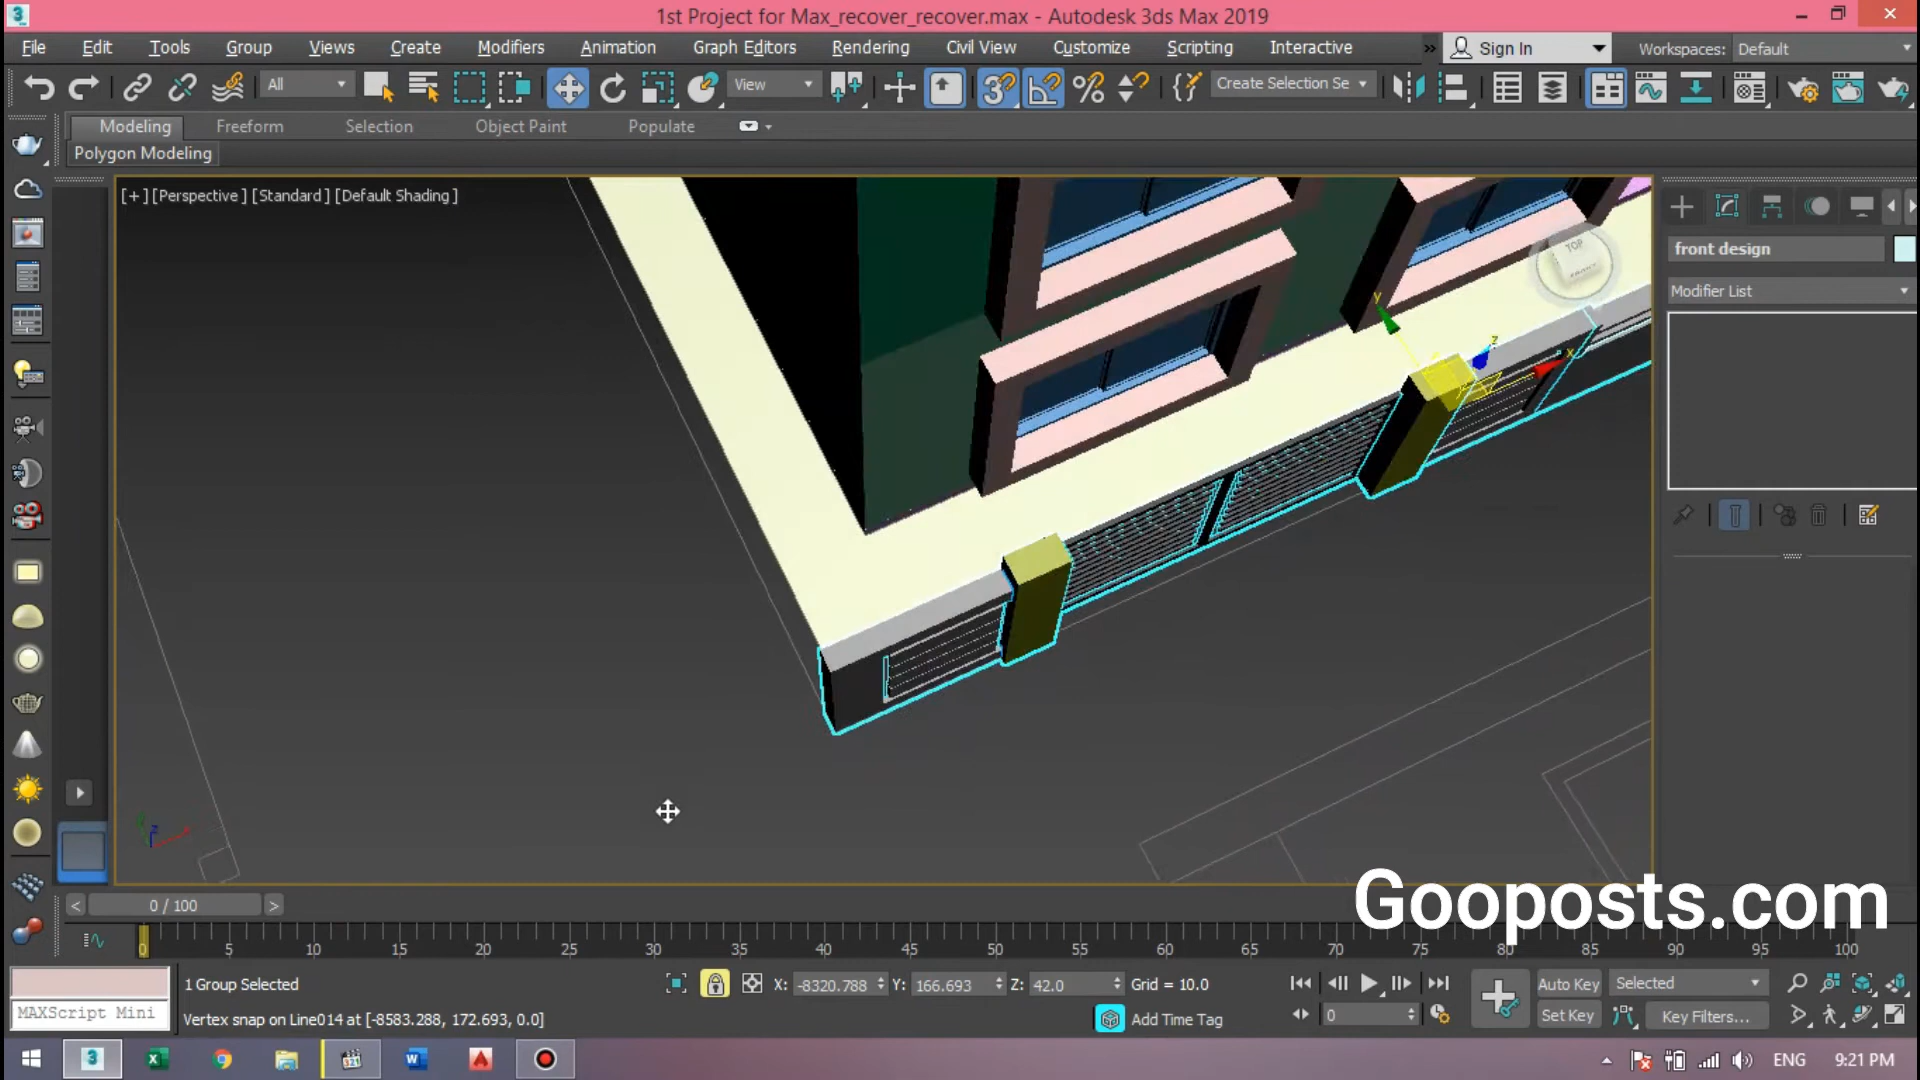 1st Project for Max_recover_recover.max - Autodesk 3ds Max 2019
File Edit Tools Group Views Create Modifiers Animation Graph Editors Rendering Civil View Customize Scripting Interactive » Sign In Workspaces: Default
All View Create Selection Se
Modeling Freeform Selection Object Paint Populate
Polygon Modeling
[+] [Perspective ] [Standard ] [Default Shading ]
front design
TOP
Modifier List
y
z
x
z
Gooposts.com
< 0 / 100 >
0 5 10 15 20 25 30 35 40 45 50 55 60 65 70 75 80 85 90 95 100
1 Group Selected X: -8320.788 Y: 166.693 Z: 42.0 Grid = 10.0 Auto Key Selected
MAXScript Mini Vertex snap on Line014 at [-8583.288, 172.693, 0.0] Add Time Tag 0 Set Key Key Filters...
ENG 9:21 PM